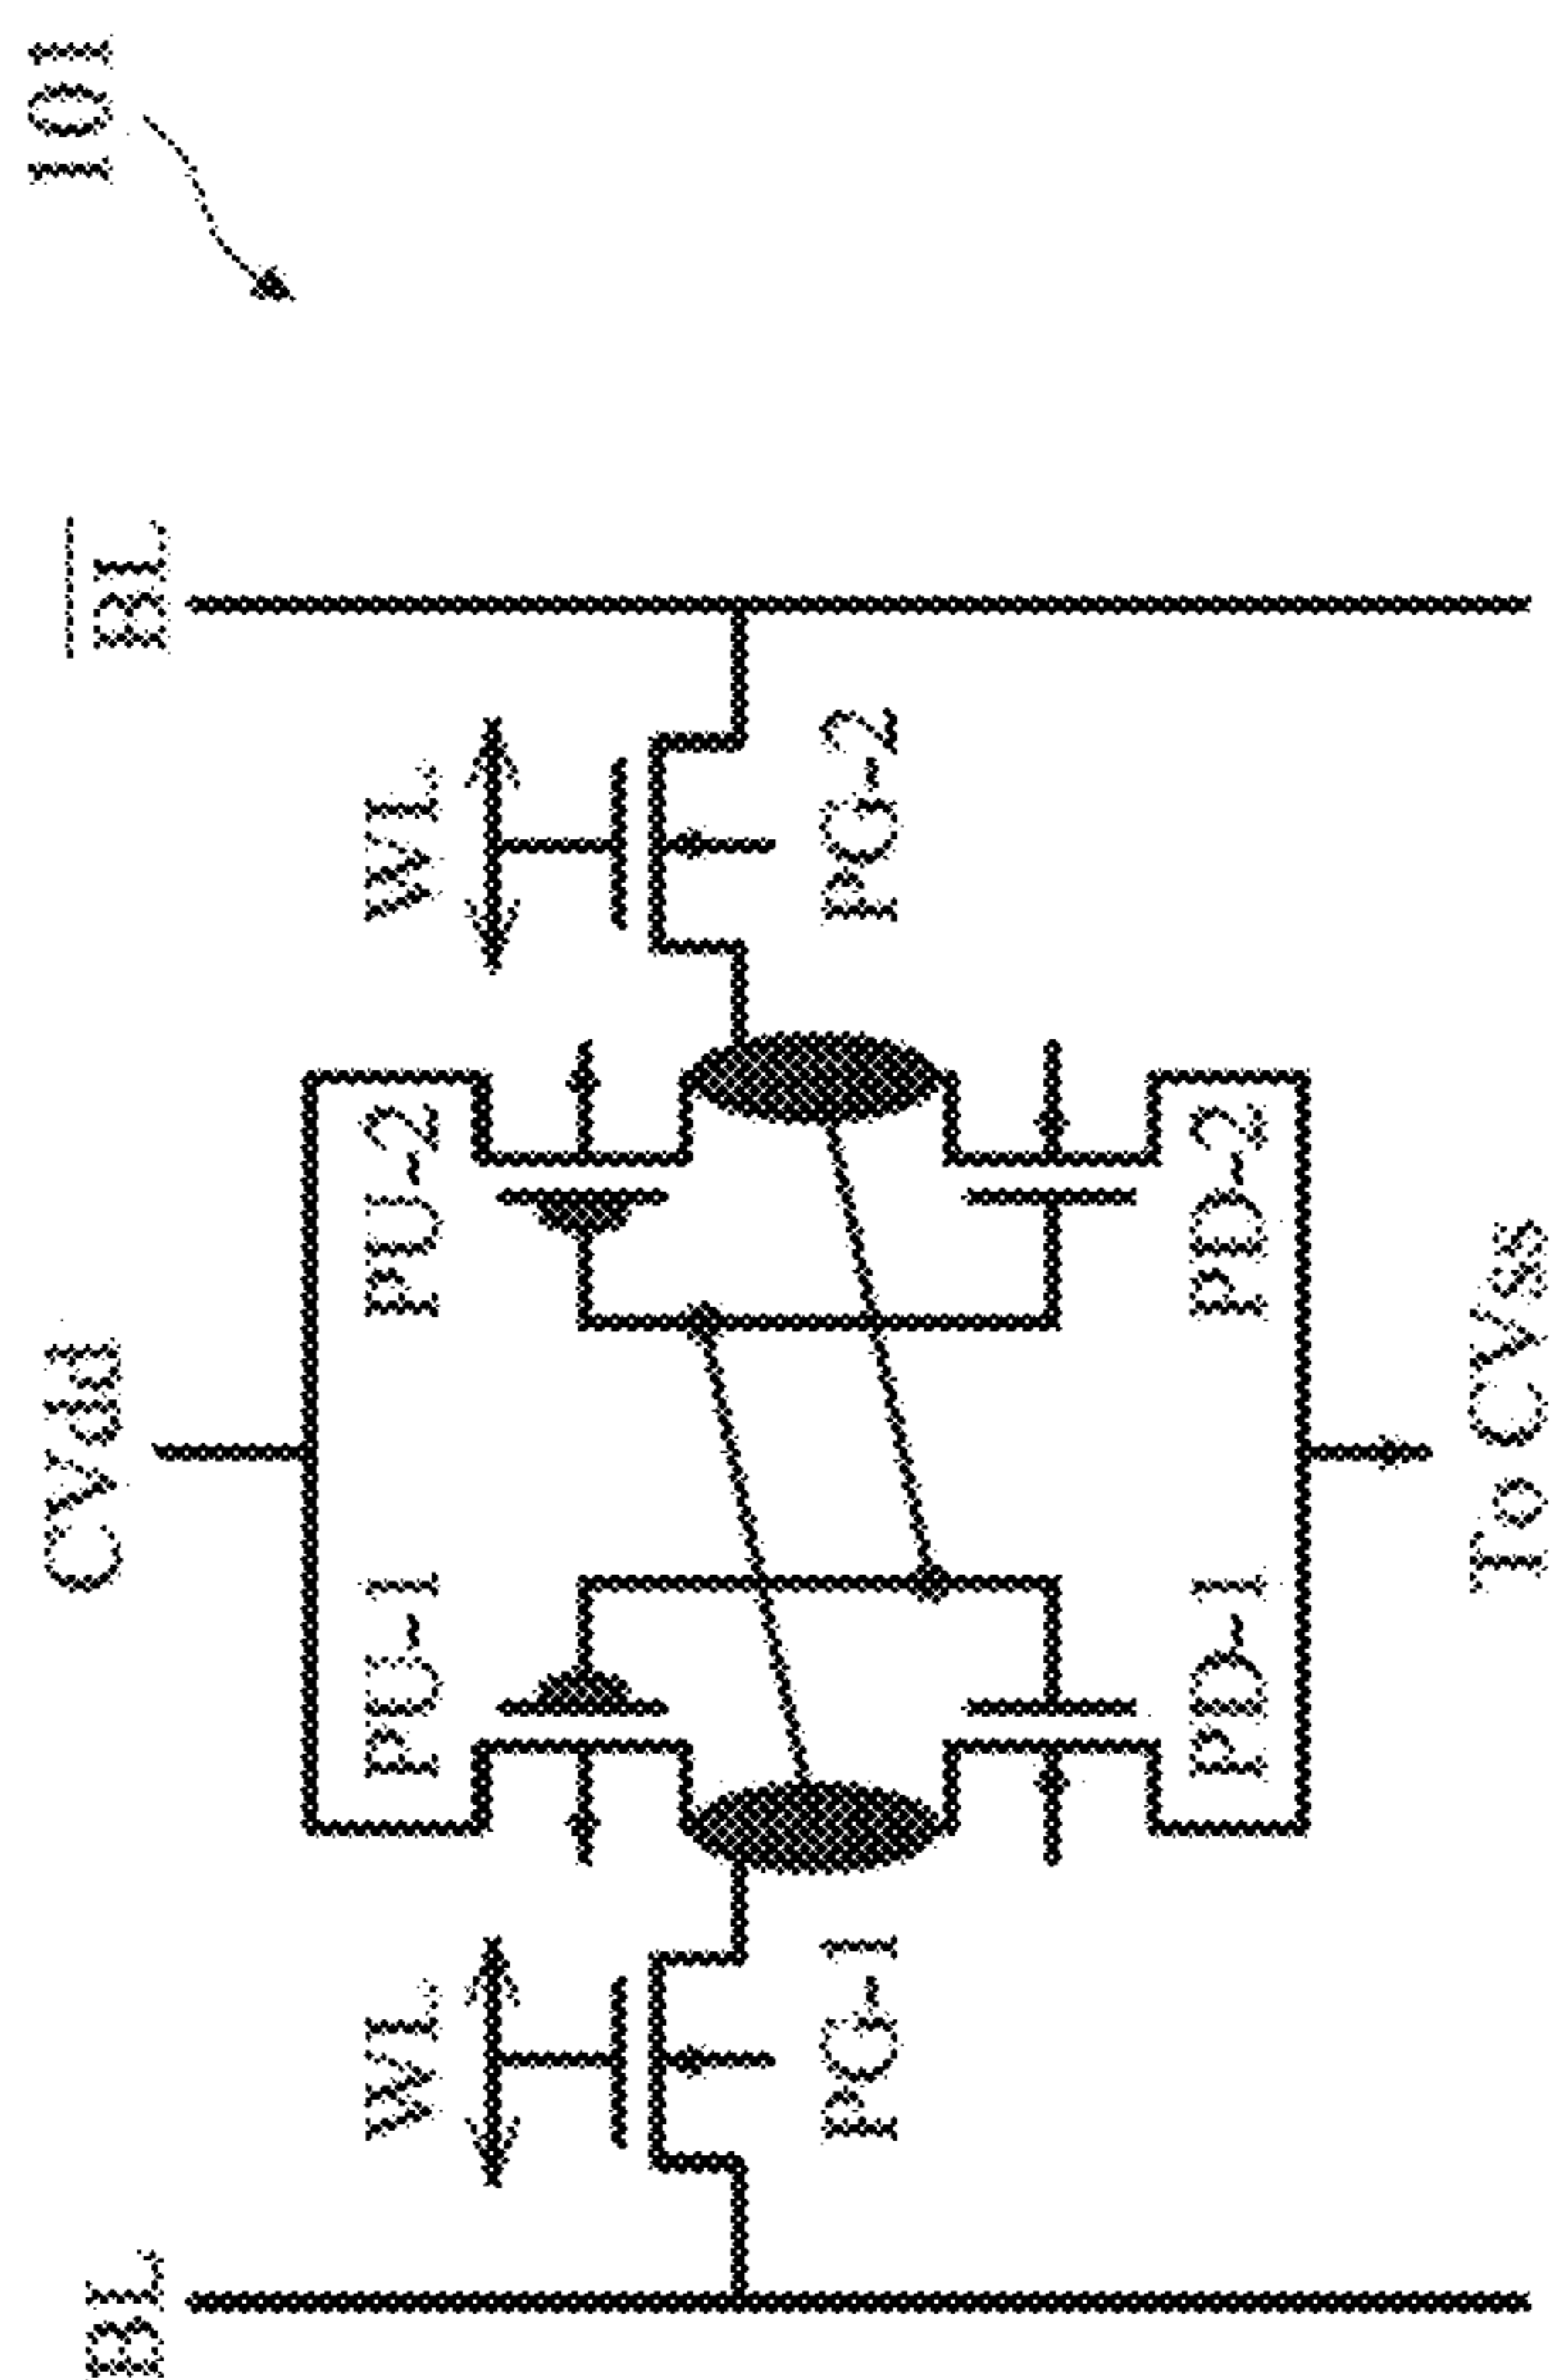 101
CVdd
BL
BL
WL
PU-1
PU-2
WL
PG-1
PG-2
PD-1
PD-2
To CVss